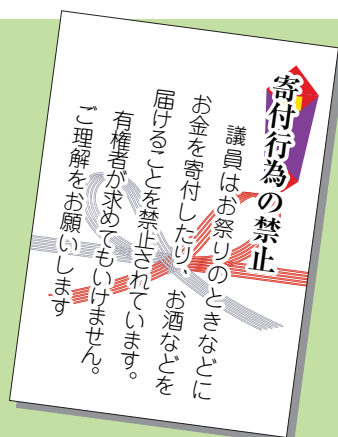 寄付行為の禁止
議員はお祭りのときなどに
お金を寄付したり、お酒などを
届けることを禁止されています。
有権者が求めてもいけません。
ご理解をお願いします